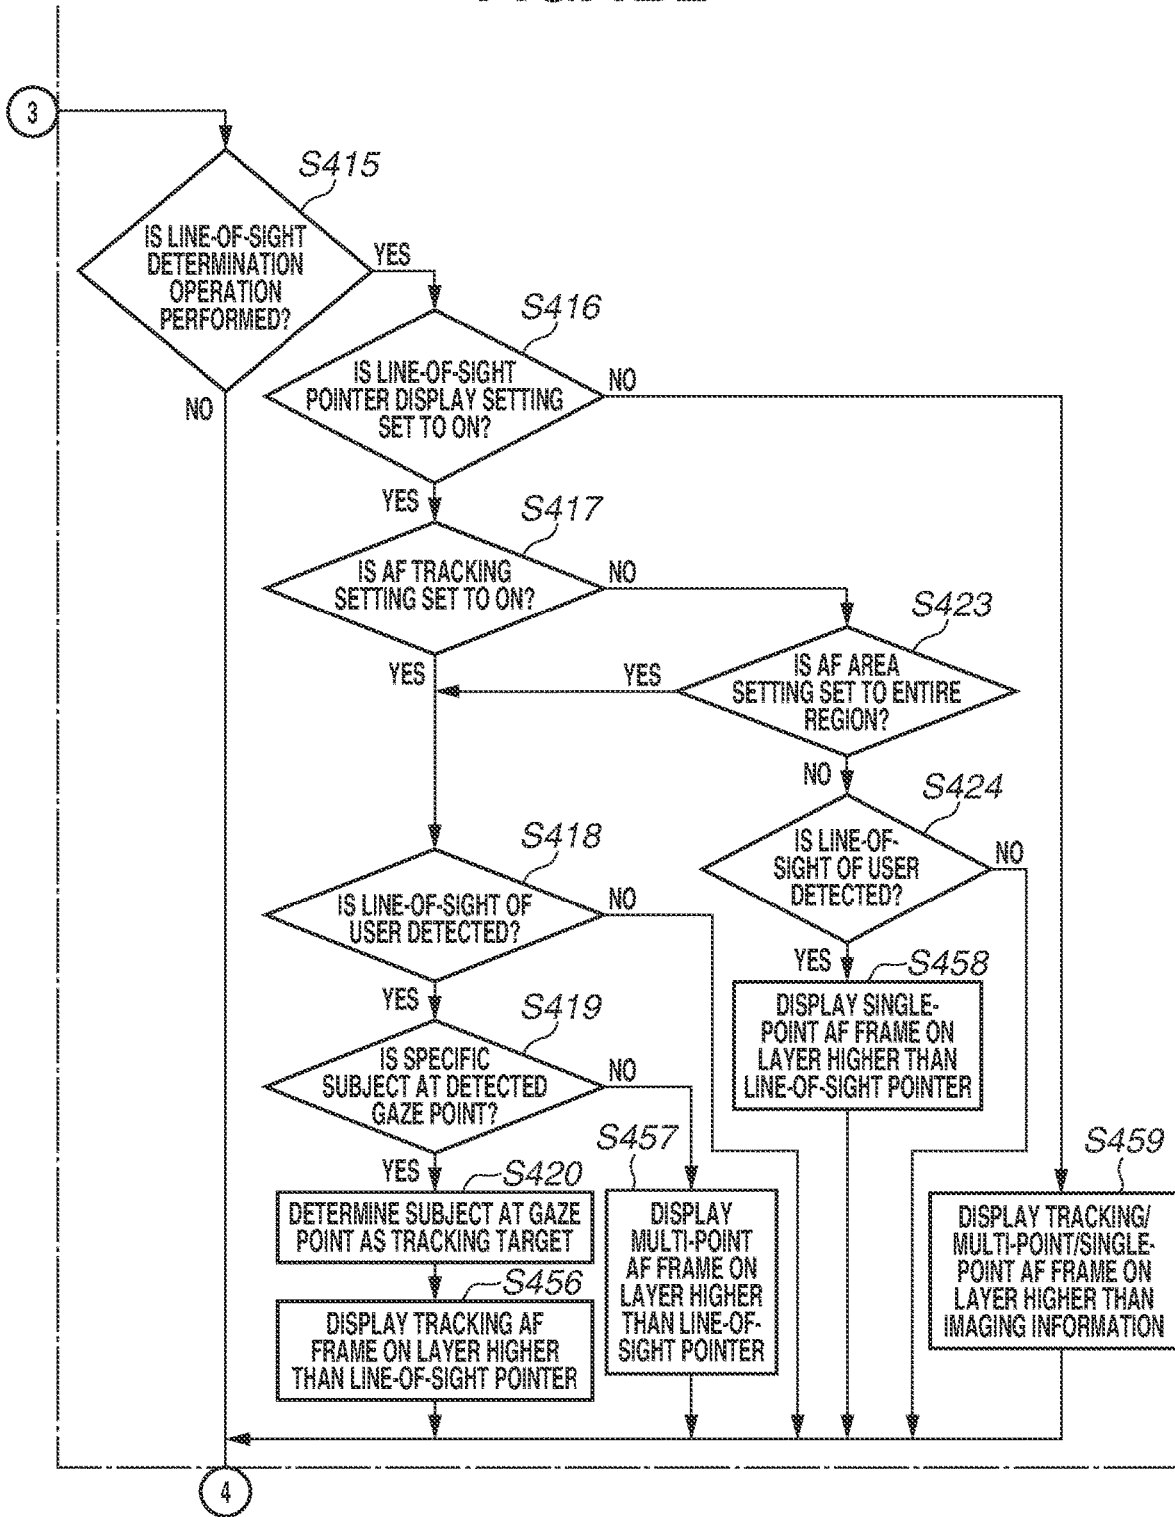 3
S415
IS LINE-OF-SIGHT
DETERMINATION
OPERATION
PERFORMED?
YES
NO
S416
IS LINE-OF-SIGHT
POINTER DISPLAY SETTING
SET TO ON?
NO
YES
S417
IS AF TRACKING
SETTING SET TO ON?
NO
YES
S423
IS AF AREA
SETTING SET TO ENTIRE
REGION?
YES
NO
S424
IS LINE-OF-
SIGHT OF USER
DETECTED?
NO
YES
S418
IS LINE-OF-SIGHT OF
USER DETECTED?
NO
YES
S458
DISPLAY SINGLE-
POINT AF FRAME ON
LAYER HIGHER THAN
LINE-OF-SIGHT POINTER
S419
IS SPECIFIC
SUBJECT AT DETECTED
GAZE POINT?
NO
YES
S420
DETERMINE SUBJECT AT GAZE
POINT AS TRACKING TARGET
S456
DISPLAY TRACKING AF
FRAME ON LAYER HIGHER
THAN LINE-OF-SIGHT POINTER
S457
DISPLAY
MULTI-POINT
AF FRAME ON
LAYER HIGHER
THAN LINE-OF-
SIGHT POINTER
S459
DISPLAY TRACKING/
MULTI-POINT/SINGLE-
POINT AF FRAME ON
LAYER HIGHER THAN
IMAGING INFORMATION
4